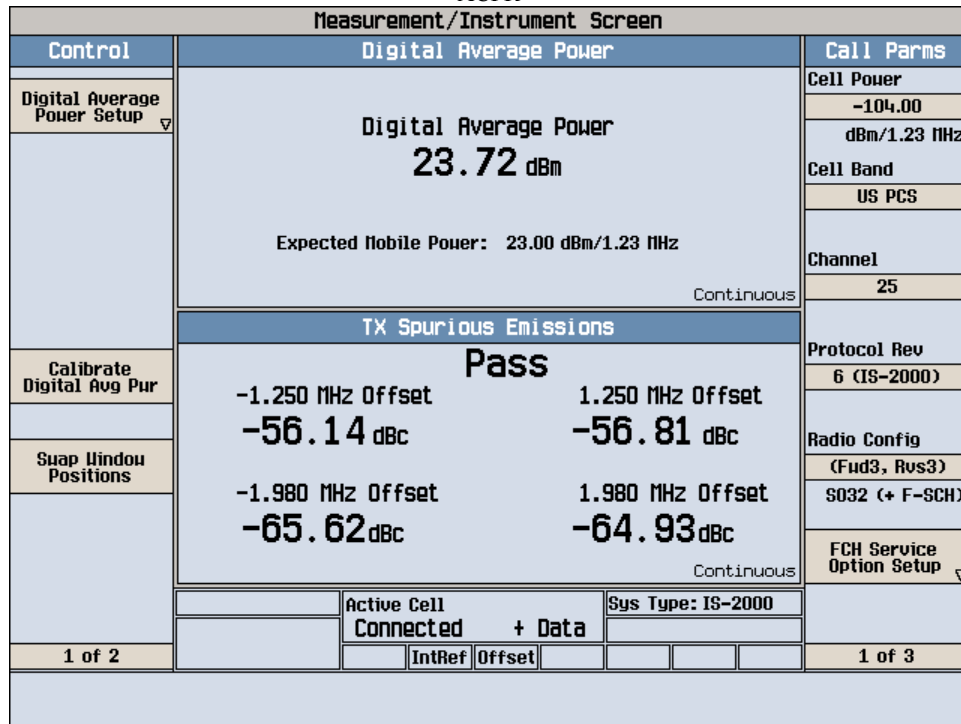 Measurement/Instrument Screen
Control
Digital Average
Power Setup
Calibrate
Digital Avg Pwr
Swap Window
Positions
1 of 2
Digital Average Power
Digital Average Power
23.72 dBm
Expected Mobile Power: 23.00 dBm/1.23 MHz
Continuous
TX Spurious Emissions
Pass
-1.250 MHz Offset
1.250 MHz Offset
-56.14 dBc
-56.81 dBc
-1.980 MHz Offset
1.980 MHz Offset
-65.62 dBc
-64.93 dBc
Continuous
Active Cell
Sys Type: IS-2000
Connected + Data
IntRef
Offset
Call Parms
Cell Power
-104.00
dBm/1.23 MHz
Cell Band
US PCS
Channel
25
Protocol Rev
6 (IS-2000)
Radio Config
(Fwd3, Rvs3)
SO32 (+ F-SCH)
FCH Service
Option Setup
1 of 3